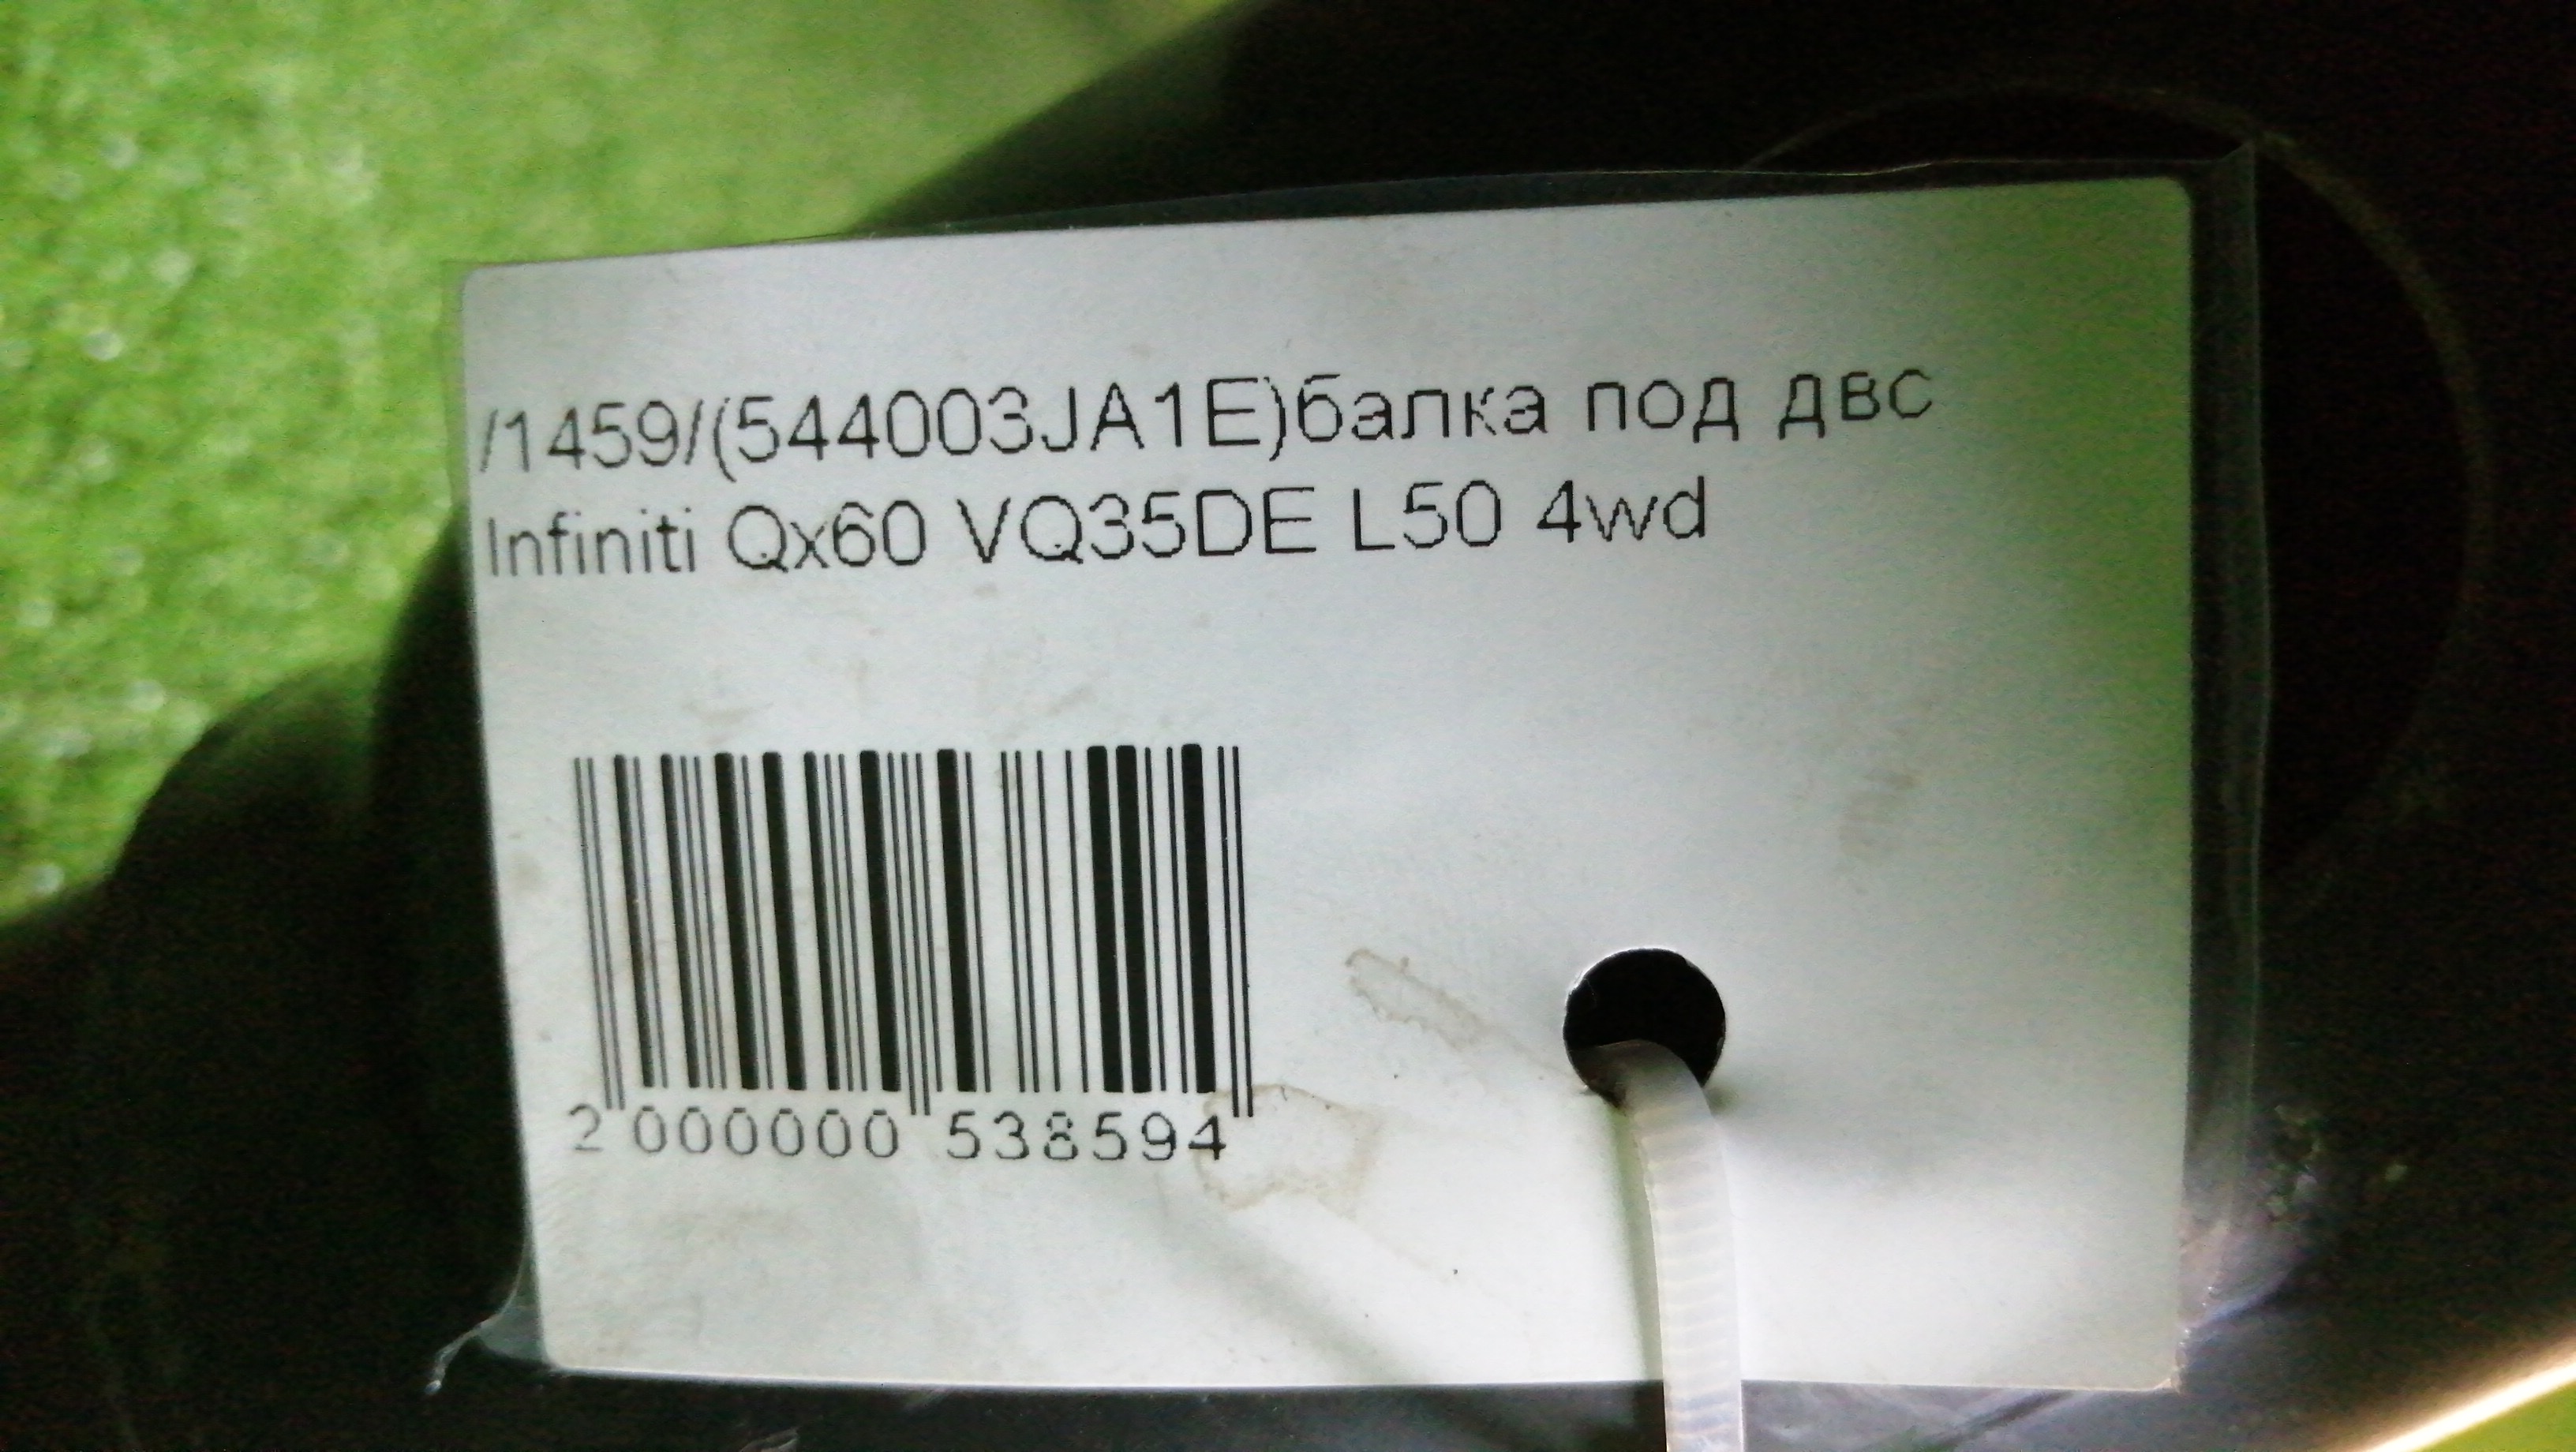 /1459/(544003JA1E)балка под двс
Infiniti Qx60 VQ35DE L50 4wd
2 000000 538594